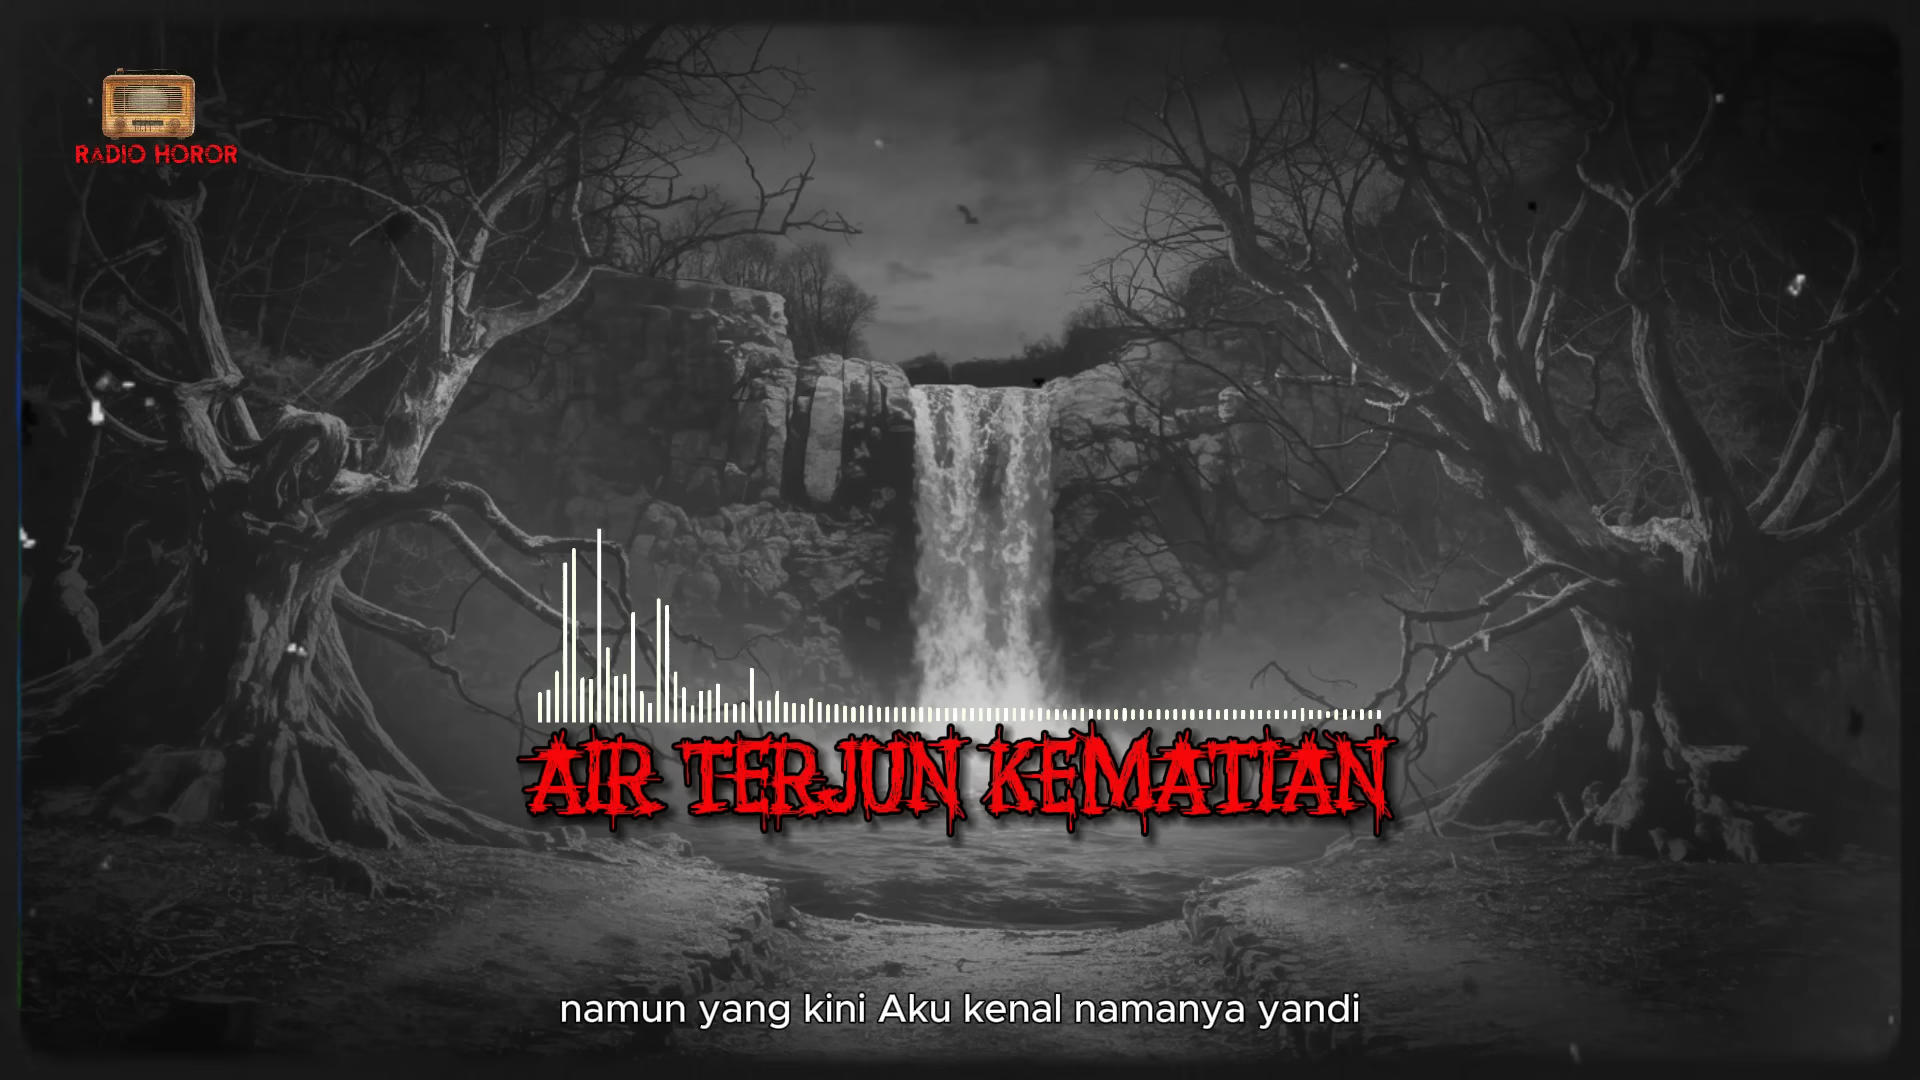 RADIO HOROR
AIR TERJUN KEMATIAN
namun yang kini Aku kenal namanya yandi